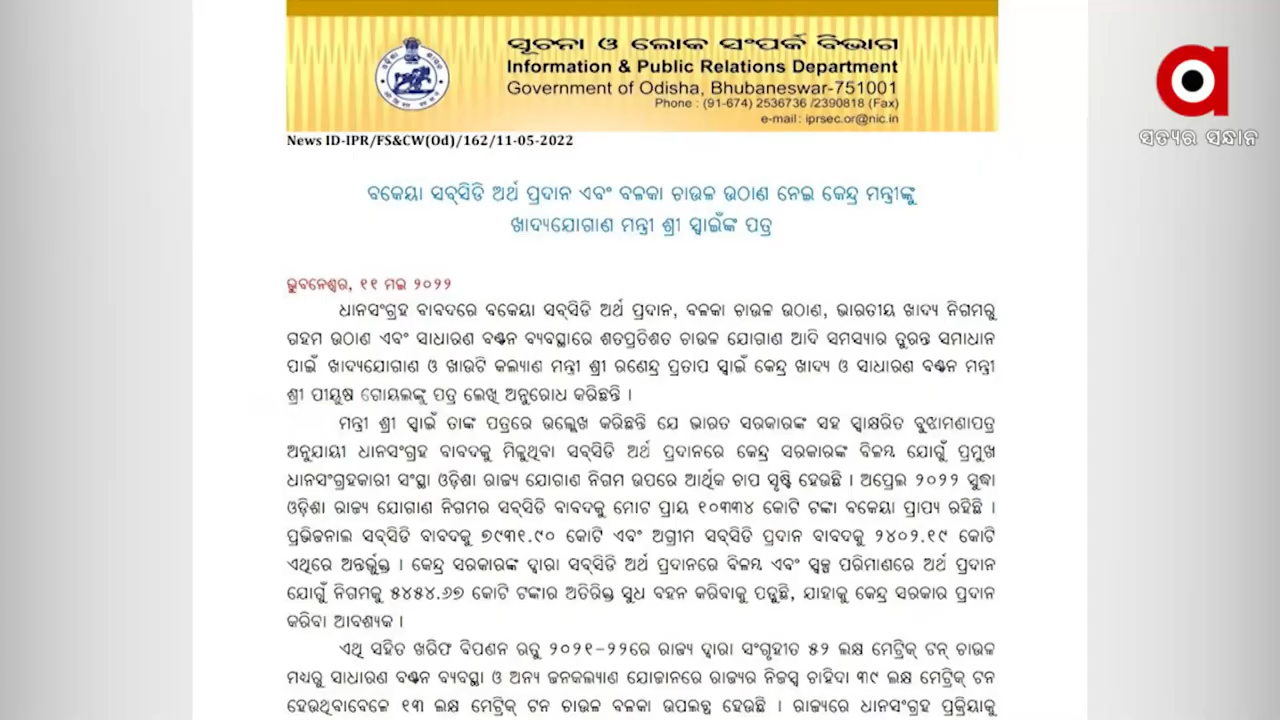 ସୂଚନା ଓ ଲୋକ ସଂପର୍କ ବିଭାଗ
Information & Public Relations Department
Government of Odisha, Bhubaneswar-751001
Phone : (91-674) 2536736 /2390818 (Fax)
e-mail : iprsec.or@nic.in
ସତ୍ୟର ସନ୍ଧାନ
News ID-IPR/FS&CW(Od)/162/11-05-2022
ବକେୟା ସବ୍‌ସିଡି ଅର୍ଥ ପ୍ରଦାନ ଏବଂ ବଳକା ଚାଉଳ ଉଠାଣ ନେଇ କେନ୍ଦ୍ର ମନ୍ତ୍ରୀଙ୍କୁ
ଖାଦ୍ୟଯୋଗାଣ ମନ୍ତ୍ରୀ ଶ୍ରୀ ସ୍ୱାଇଁଙ୍କ ପତ୍ର
ଭୁବନେଶ୍ୱର, ୧୧ ମଇ ୨୦୨୨
ଧାନସଂଗ୍ରହ ବାବଦରେ ବକେୟା ସବ୍‌ସିଡି ଅର୍ଥ ପ୍ରଦାନ, ବଳକା ଚାଉଳ ଉଠାଣ, ଭାରତୀୟ ଖାଦ୍ୟ ନିଗମରୁ
ଗହମ ଉଠାଣ ଏବଂ ସାଧାରଣ ବଣ୍ଟନ ବ୍ୟବସ୍ଥାରେ ଶତପ୍ରତିଶତ ଚାଉଳ ଯୋଗାଣ ଆଦି ସମସ୍ୟାର ତୁରନ୍ତ ସମାଧାନ
ପାଇଁ ଖାଦ୍ୟଯୋଗାଣ ଓ ଖାଉଟି କଲ୍ୟାଣ ମନ୍ତ୍ରୀ ଶ୍ରୀ ରଣେନ୍ଦ୍ର ପ୍ରତାପ ସ୍ୱାଇଁ କେନ୍ଦ୍ର ଖାଦ୍ୟ ଓ ସାଧାରଣ ବଣ୍ଟନ ମନ୍ତ୍ରୀ
ଶ୍ରୀ ପୀୟୂଷ ଗୋୟଲଙ୍କୁ ପତ୍ର ଲେଖି ଅନୁରୋଧ କରିଛନ୍ତି ।
ମନ୍ତ୍ରୀ ଶ୍ରୀ ସ୍ୱାଇଁ ତାଙ୍କ ପତ୍ରରେ ଉଲ୍ଲେଖ କରିଛନ୍ତି ଯେ ଭାରତ ସରକାରଙ୍କ ସହ ସ୍ୱାକ୍ଷରିତ ବୁଝାମଣାପତ୍ର
ଅନୁଯାୟୀ ଧାନସଂଗ୍ରହ ବାବଦକୁ ମିଳୁଥିବା ସବ୍‌ସିଡି ଅର୍ଥ ପ୍ରଦାନରେ କେନ୍ଦ୍ର ସରକାରଙ୍କ ବିଳମ୍ବ ଯୋଗୁଁ ପ୍ରମୁଖ
ଧାନସଂଗ୍ରହକାରୀ ସଂସ୍ଥା ଓଡ଼ିଶା ରାଜ୍ୟ ଯୋଗାଣ ନିଗମ ଉପରେ ଆର୍ଥିକ ଚାପ ସୃଷ୍ଟି ହେଉଛି । ଅପ୍ରେଲ ୨୦୨୨ ସୁଦ୍ଧା
ଓଡ଼ିଶା ରାଜ୍ୟ ଯୋଗାଣ ନିଗମର ସବ୍‌ସିଡି ବାବଦକୁ ମୋଟ ପ୍ରାୟ ୧୦୩୩୪ କୋଟି ଟଙ୍କା ବକେୟା ପ୍ରାପ୍ୟ ରହିଛି ।
ପ୍ରଭିଜନାଲ ସବ୍‌ସିଡି ବାବଦକୁ ୭୯୩୧.୯୦ କୋଟି ଏବଂ ଅଗ୍ରୀମ ସବ୍‌ସିଡି ପ୍ରଦାନ ବାବଦକୁ ୨୪୦୨.୧୯ କୋଟି
ଏଥିରେ ଅନ୍ତର୍ଭୁକ୍ତ । କେନ୍ଦ୍ର ସରକାରଙ୍କ ଦ୍ୱାରା ସବ୍‌ସିଡି ଅର୍ଥ ପ୍ରଦାନରେ ବିଳମ୍ବ ଏବଂ ସ୍ୱଳ୍ପ ପରିମାଣରେ ଅର୍ଥ ପ୍ରଦାନ
ଯୋଗୁଁ ନିଗମକୁ ୫୪୫୪.୬୭ କୋଟି ଟଙ୍କାର ଅତିରିକ୍ତ ସୁଧ ବହନ କରିବାକୁ ପଡୁଛି, ଯାହାକୁ କେନ୍ଦ୍ର ସରକାର ପ୍ରଦାନ
କରିବା ଆବଶ୍ୟକ ।
ଏଥି ସହିତ ଖରିଫ ବିପଣନ ଋତୁ ୨୦୨୧-୨୨ରେ ରାଜ୍ୟ ଦ୍ୱାରା ସଂଗୃହୀତ ୫୨ ଲକ୍ଷ ମେଟ୍ରିକ୍ ଟନ୍ ଚାଉଳ
ମଧ୍ୟରୁ ସାଧାରଣ ବଣ୍ଟନ ବ୍ୟବସ୍ଥା ଓ ଅନ୍ୟ ଜନକଲ୍ୟାଣ ଯୋଜନାରେ ରାଜ୍ୟର ନିଜସ୍ୱ ଚାହିଦା ୩୯ ଲକ୍ଷ ମେଟ୍ରିକ୍ ଟନ
ହେଉଥିବାବେଳେ ୧୩ ଲକ୍ଷ ମେଟ୍ରିକ୍ ଟନ ଚାଉଳ ବଳକା ଉପଲବ୍ଧ ହେଉଛି । ରାଜ୍ୟରେ ଧାନସଂଗ୍ରହ ପ୍ରକ୍ରିୟାକୁ